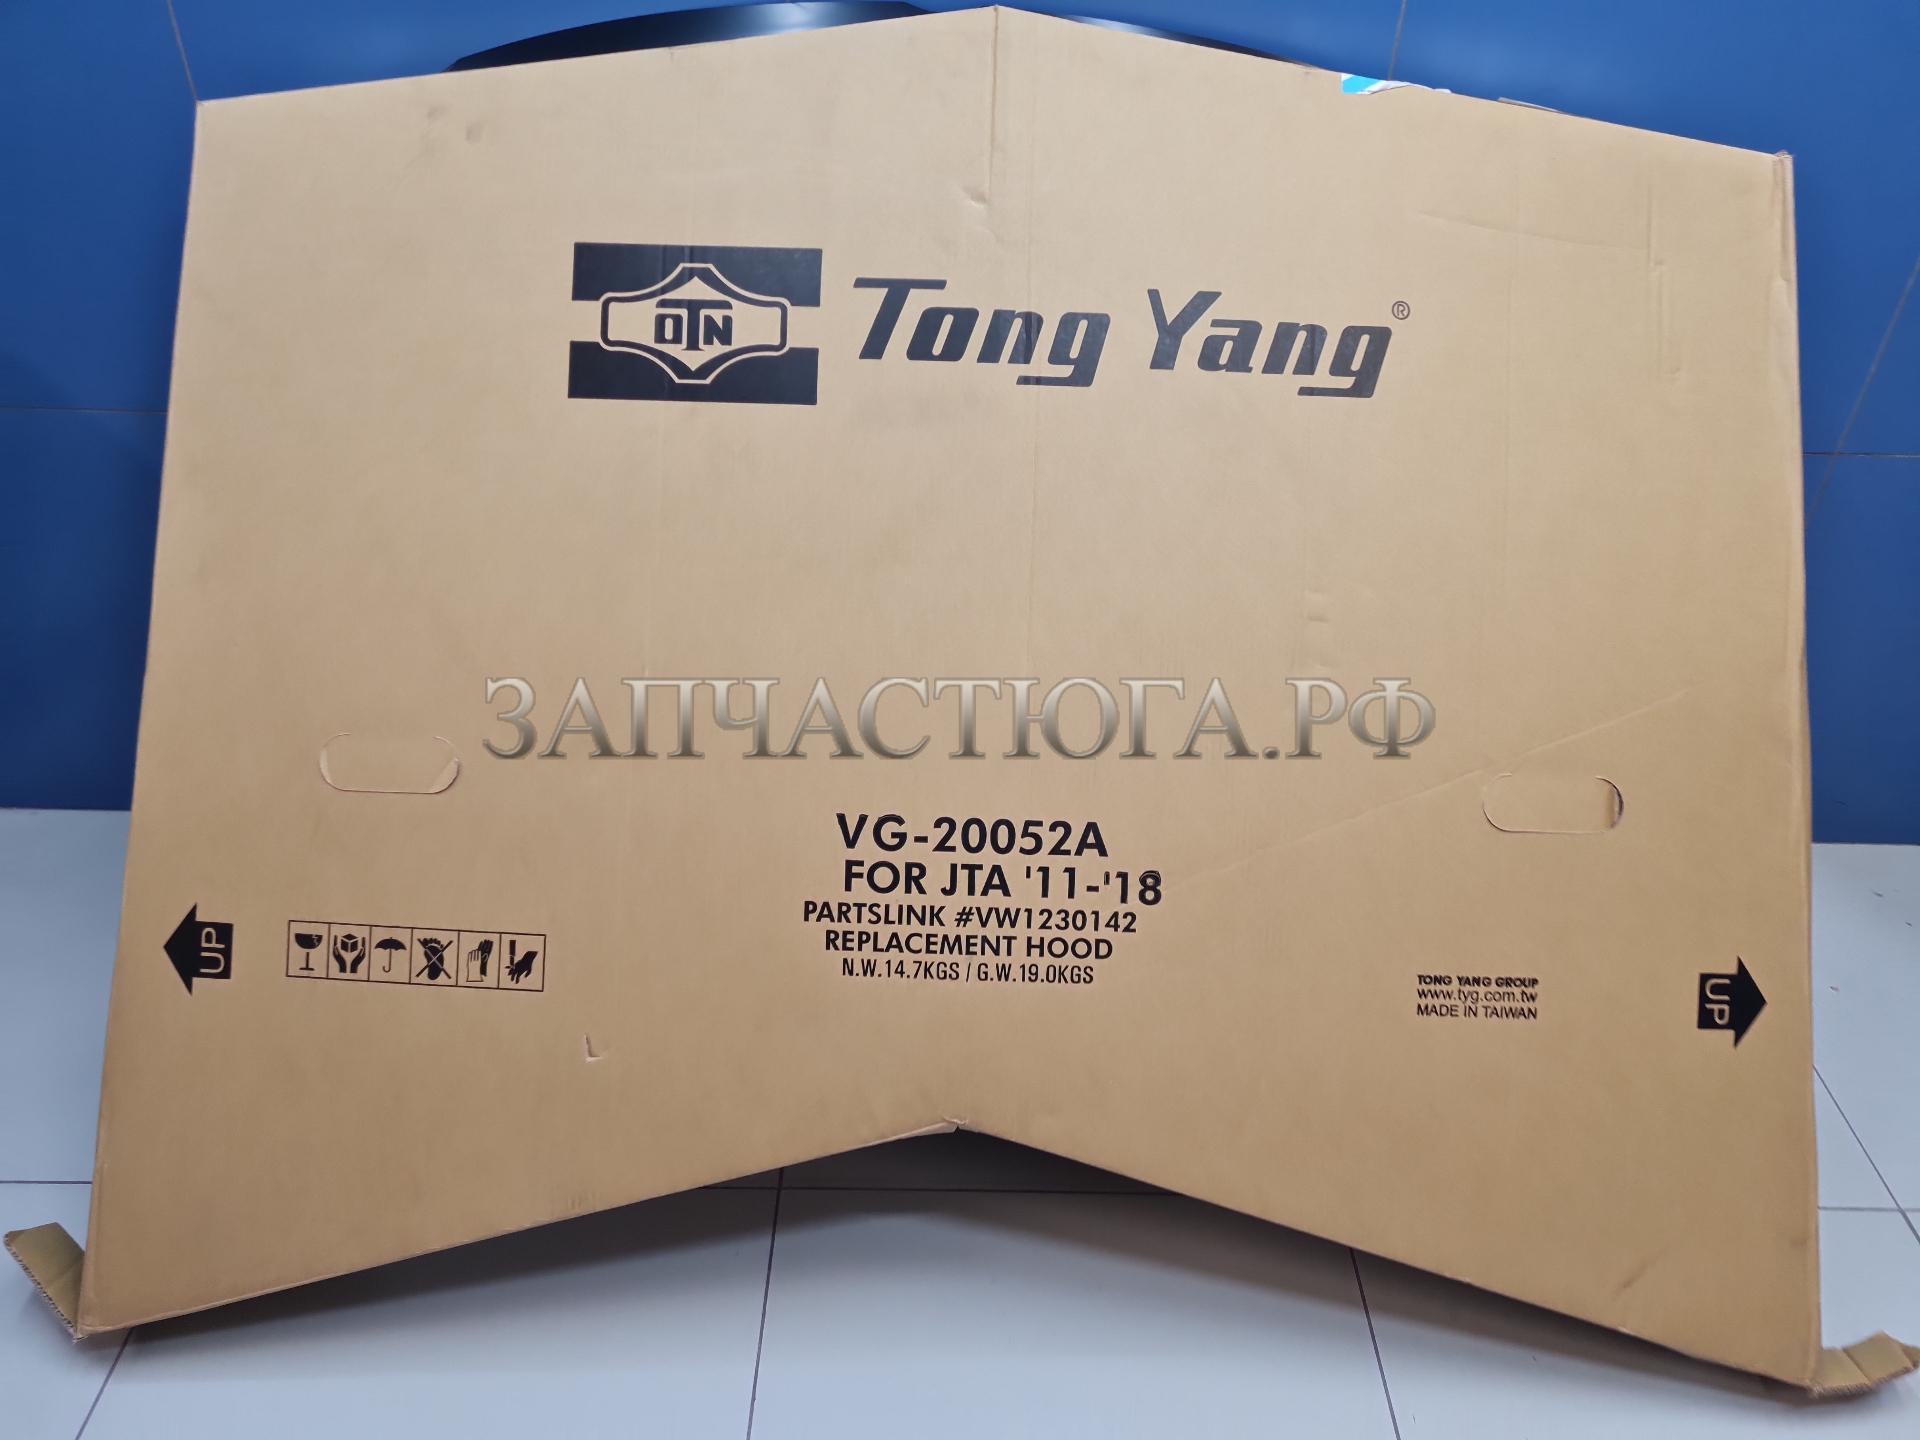 OTN
Tong Yang®
ЗАПЧАСТЮГА.РФ
VG-20052A
FOR JTA '11-'18
PARTSLINK #VW1230142
REPLACEMENT HOOD
N.W.14.7KGS / G.W.19.0KGS
UP
TONG YANG GROUP
www.tyg.com.tw
MADE IN TAIWAN
UP